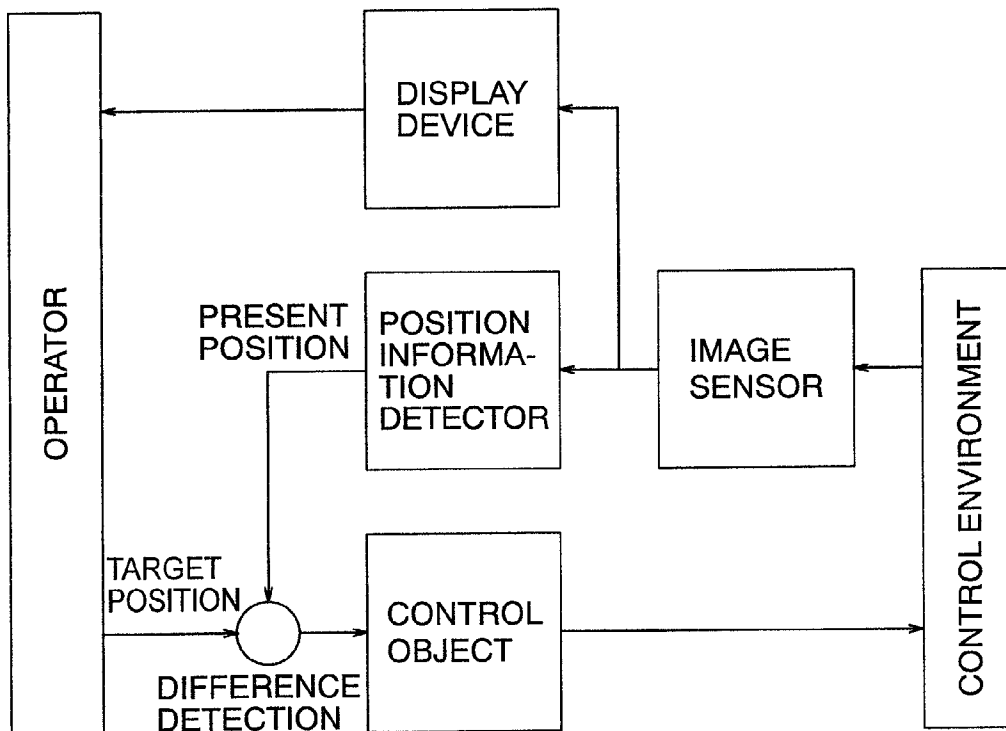 DISPLAY
DEVICE
OPERATOR
PRESENT
POSITION
POSITION
INFORMA-
TION
DETECTOR
IMAGE
SENSOR
CONTROL ENVIRONMENT
TARGET
POSITION
CONTROL
OBJECT
DIFFERENCE
DETECTION